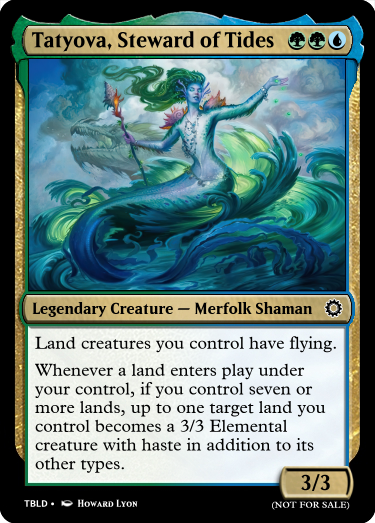 Tatyova, Steward of Tides
Legendary Creature — Merfolk Shaman
Land creatures you control have flying.
Whenever a land enters play under
your control, if you control seven or
more lands, up to one target land you
control becomes a 3/3 Elemental
creature with haste in addition to its
other types.
3/3
TBLD • Howard Lyon
(NOT FOR SALE)